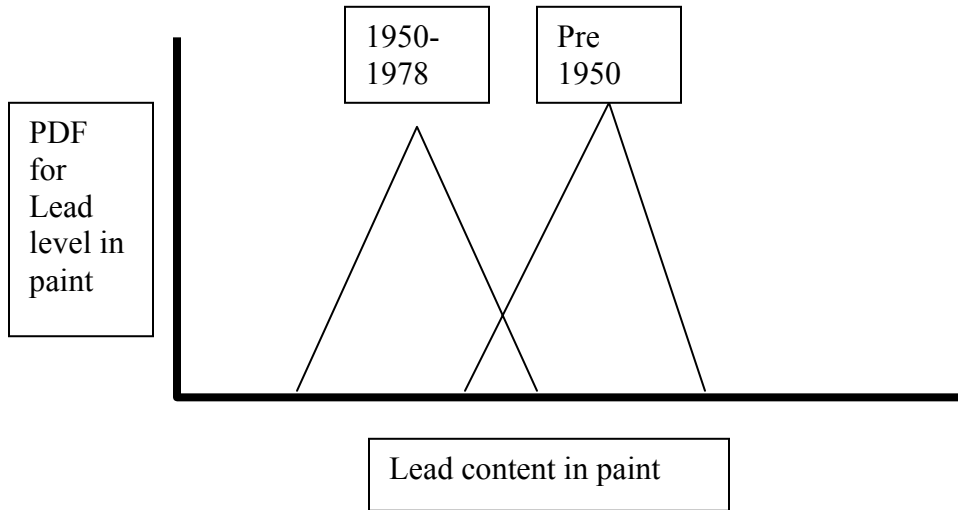 1950-
1978
Pre
1950
PDF
for
Lead
level in
paint
Lead content in paint